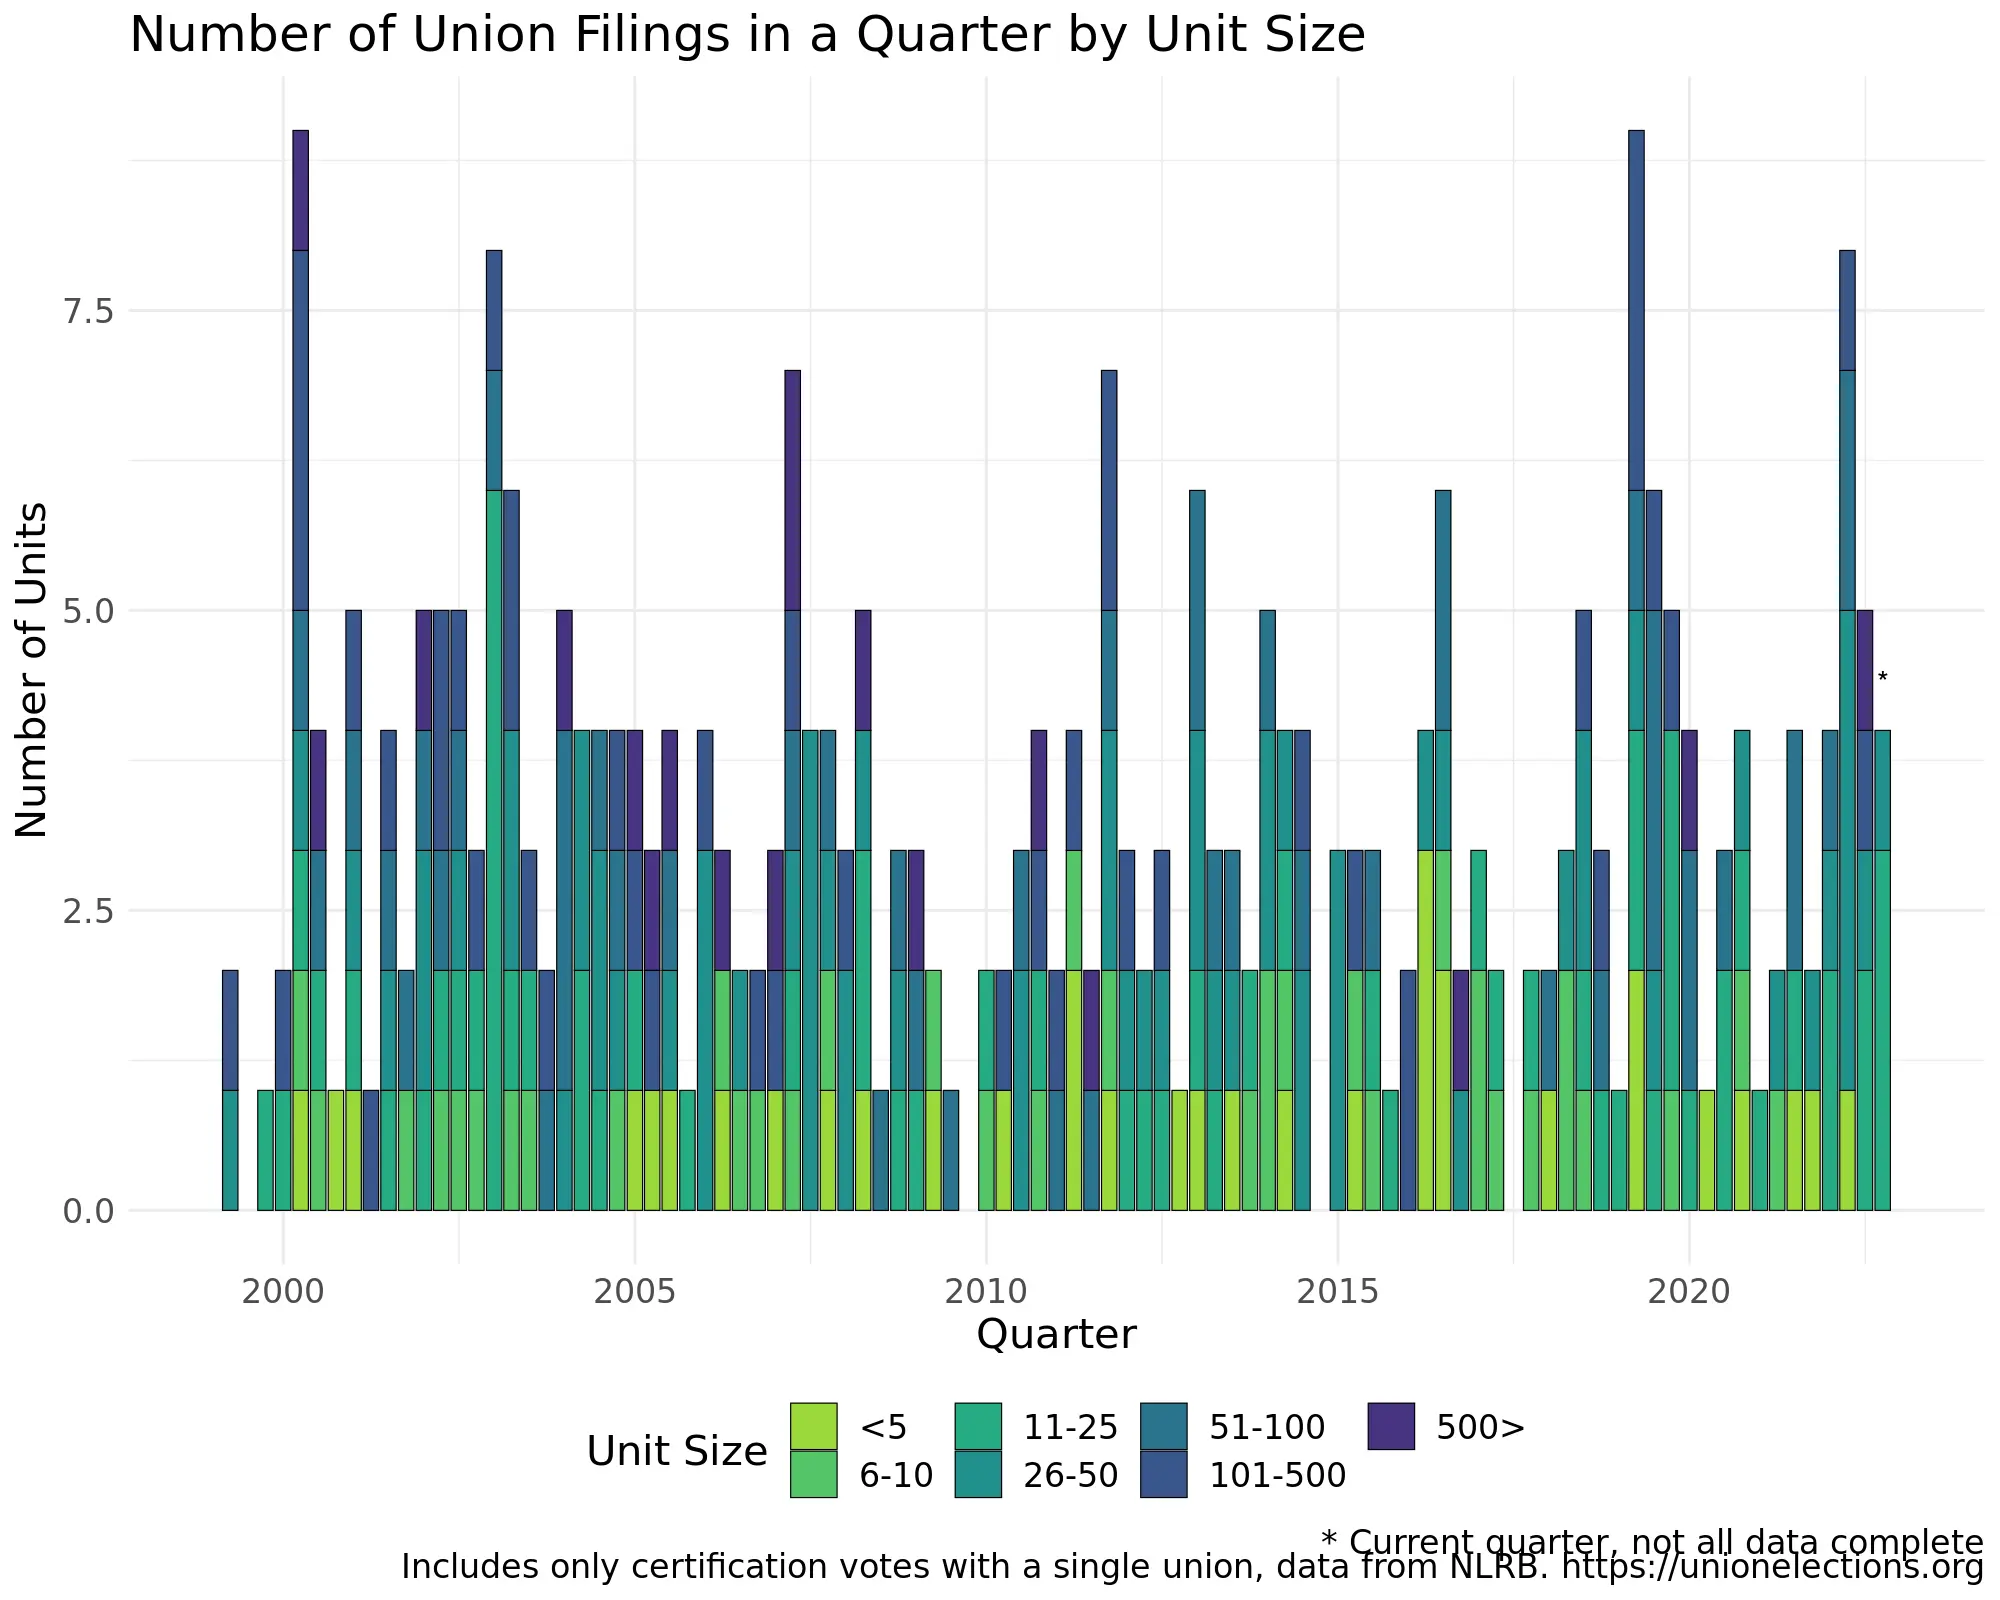 Number of Union Filings in a Quarter by Unit Size
Number of Units
7.5
5.0
2.5
0.0
*
2000 2005 2010 2015 2020
Quarter
Unit Size
<5 11-25 51-100 500>
6-10 26-50 101-500
* Current quarter, not all data complete
Includes only certification votes with a single union, data from NLRB. https://unionelections.org